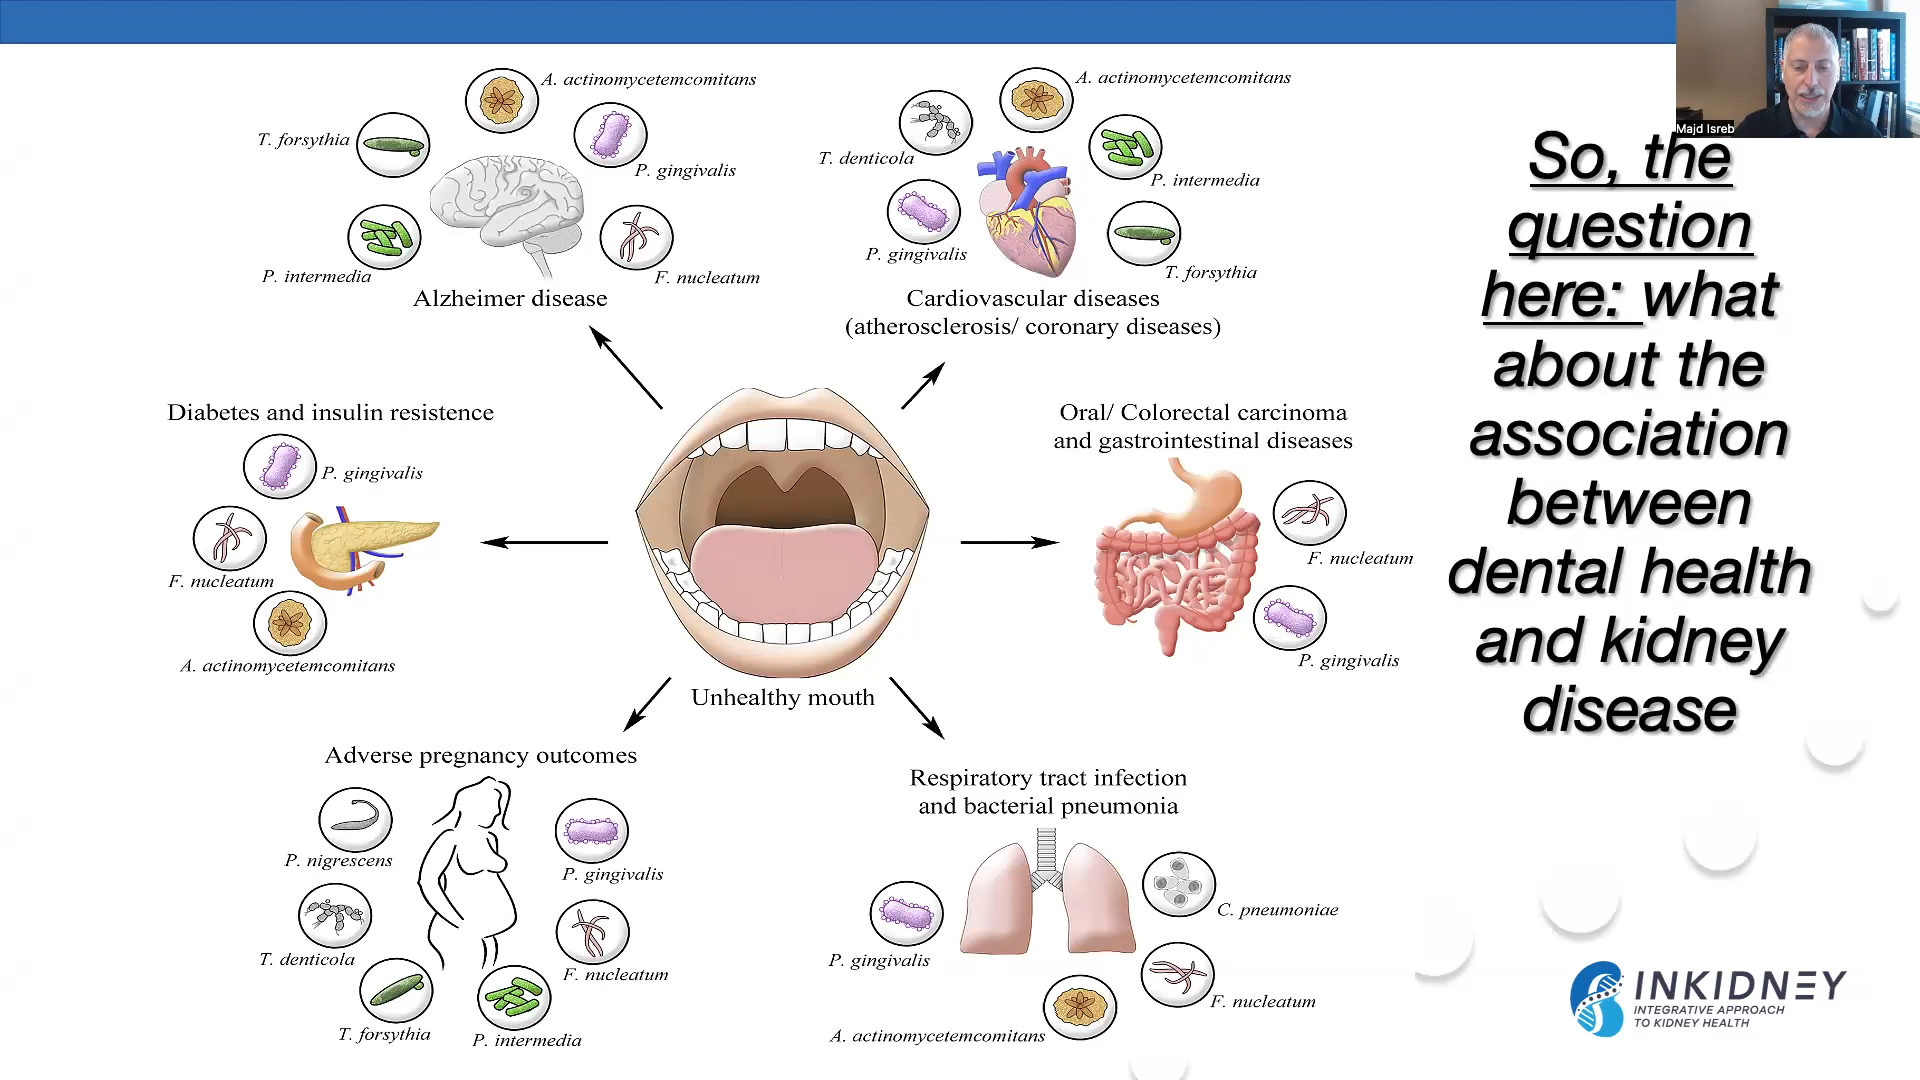 Majd Isreb
A. actinomycetemcomitans
T. forsythia
P. gingivalis
P. intermedia
F. nucleatum
Alzheimer disease
A. actinomycetemcomitans
T. denticola
P. intermedia
P. gingivalis
T. forsythia
Cardiovascular diseases
(atherosclerosis/ coronary diseases)
Diabetes and insulin resistence
P. gingivalis
F. nucleatum
A. actinomycetemcomitans
Oral/ Colorectal carcinoma
and gastrointestinal diseases
F. nucleatum
P. gingivalis
Unhealthy mouth
Adverse pregnancy outcomes
P. nigrescens
P. gingivalis
T. denticola
F. nucleatum
T. forsythia
P. intermedia
Respiratory tract infection
and bacterial pneumonia
C. pneumoniae
P. gingivalis
F. nucleatum
A. actinomycetemcomitans
So, the
question
here: what
about the
association
between
dental health
and kidney
disease
INKIDNEY
INTEGRATIVE APPROACH
TO KIDNEY HEALTH